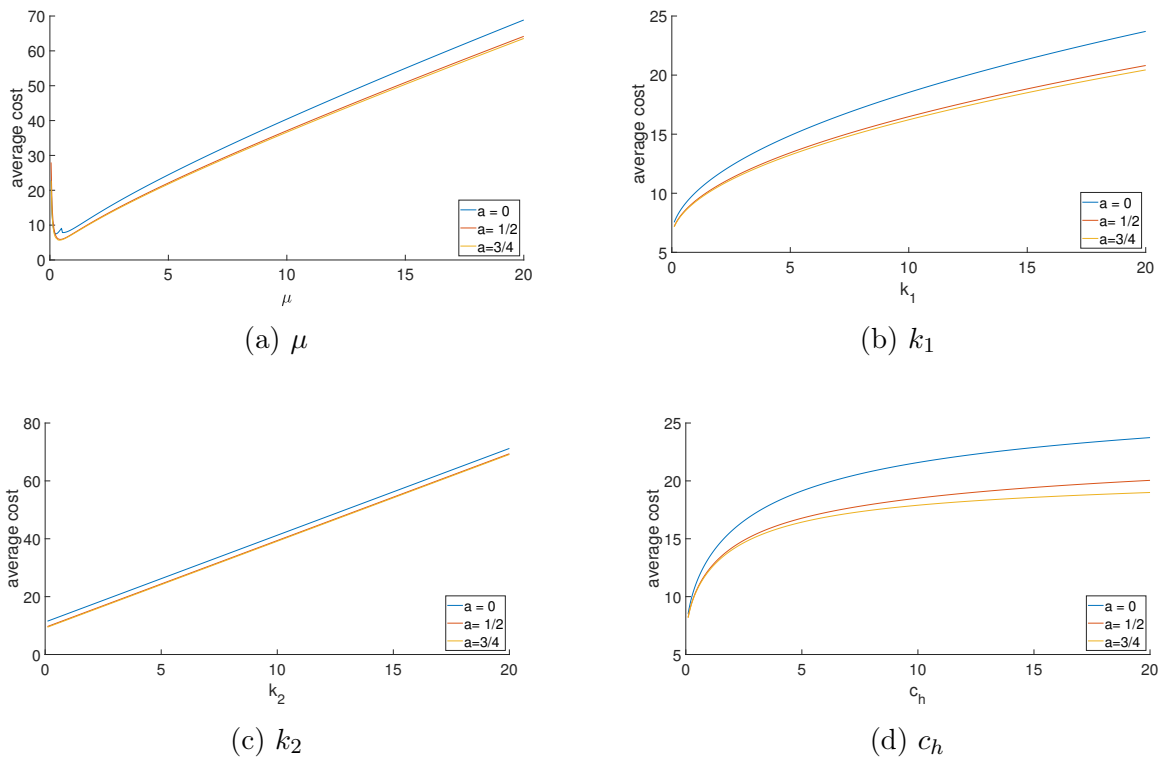 70
60
50
40
30
20
10
0
average cost
0 5 10 15 20
μ
a = 0
a= 1/2
a=3/4
(a) μ
25
20
15
10
5
average cost
0 5 10 15 20
k1
a = 0
a= 1/2
a=3/4
(b) k1
80
60
40
20
0
average cost
0 5 10 15 20
k2
a = 0
a= 1/2
a=3/4
(c) k2
25
20
15
10
5
average cost
0 5 10 15 20
ch
a = 0
a= 1/2
a=3/4
(d) ch